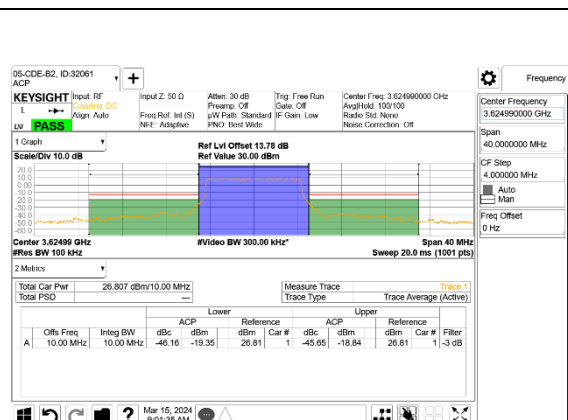 05-CDE-B2, ID:32061
ACP
Frequency
KEYSIGHT Input: RF Input Z: 50 Ω Atten: 30 dB Trig: Free Run Center Freq: 3.624990000 GHz
L Coupling: DC Preamp: Off Gate: Off Avg|Hold: 100/100
Align: Auto Freq Ref: Int (S) µW Path: Standard IF Gain: Low Radio Std: None
LW PASS NFE: Adaptive PNO: Best Wide Noise Correction: Off
Center Frequency
3.624990000 GHz
Span
40.0000000 MHz
CF Step
4.000000 MHz
Auto
Man
Freq Offset
0 Hz
1 Graph Ref Lvl Offset 13.78 dB
Scale/Div 10.0 dB Ref Value 30.00 dBm
20.0
10.0
0.00
-10.0
-20.0
-30.0
-40.0
-50.0
-60.0
Center 3.62499 GHz #Video BW 300.00 kHz* Span 40 MHz
#Res BW 100 kHz Sweep 20.0 ms (1001 pts)
2 Metrics
Total Car Pwr 26.807 dBm/10.00 MHz Measure Trace Trace 1
Total PSD --- Trace Type Trace Average (Active)
Lower Upper
ACP Reference ACP Reference
Offs Freq Integ BW dBc dBm dBm Car # dBc dBm dBm Car # Filter
A 10.00 MHz 10.00 MHz -46.16 -19.35 26.81 1 -45.65 -18.84 26.81 1 -3 dB
Mar 15, 2024
9:01:35 AM